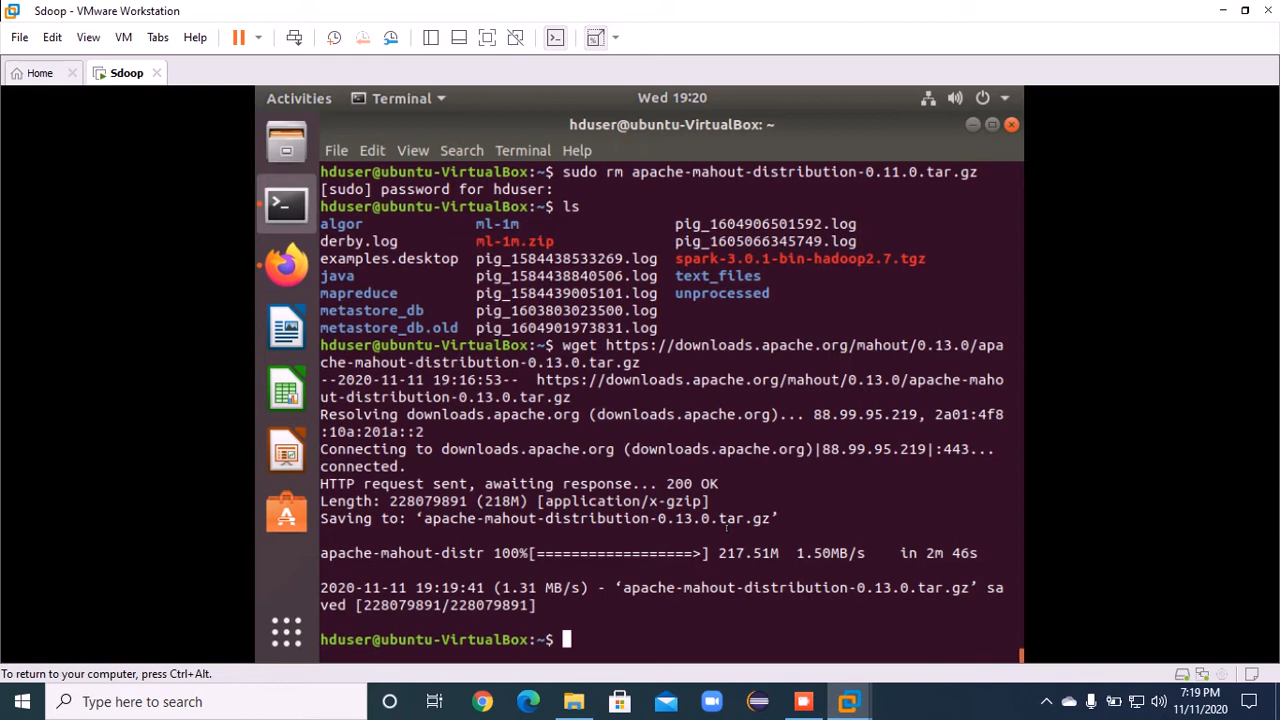 Sdoop - VMware Workstation
File Edit View VM Tabs Help
Home Sdoop
Activities Terminal Wed 19:20
hduser@ubuntu-VirtualBox: ~
File Edit View Search Terminal Help
hduser@ubuntu-VirtualBox:~$ sudo rm apache-mahout-distribution-0.11.0.tar.gz
[sudo] password for hduser:
hduser@ubuntu-VirtualBox:~$ ls
algor ml-1m pig_1604906501592.log
derby.log ml-1m.zip pig_1605066345749.log
examples.desktop pig_1584438533269.log spark-3.0.1-bin-hadoop2.7.tgz
java pig_1584438840506.log text_files
mapreduce pig_1584439005101.log unprocessed
metastore_db pig_1603803023500.log
metastore_db.old pig_1604901973831.log
hduser@ubuntu-VirtualBox:~$ wget https://downloads.apache.org/mahout/0.13.0/apa
che-mahout-distribution-0.13.0.tar.gz
--2020-11-11 19:16:53-- https://downloads.apache.org/mahout/0.13.0/apache-maho
ut-distribution-0.13.0.tar.gz
Resolving downloads.apache.org (downloads.apache.org)... 88.99.95.219, 2a01:4f8
:10a:201a::2
Connecting to downloads.apache.org (downloads.apache.org)|88.99.95.219|:443...
connected.
HTTP request sent, awaiting response... 200 OK
Length: 228079891 (218M) [application/x-gzip]
Saving to: ‘apache-mahout-distribution-0.13.0.tar.gz’
apache-mahout-distr 100%[==================>] 217.51M 1.50MB/s in 2m 46s
2020-11-11 19:19:41 (1.31 MB/s) - ‘apache-mahout-distribution-0.13.0.tar.gz’ sa
ved [228079891/228079891]
hduser@ubuntu-VirtualBox:~$
To return to your computer, press Ctrl+Alt.
Type here to search
7:19 PM
11/11/2020